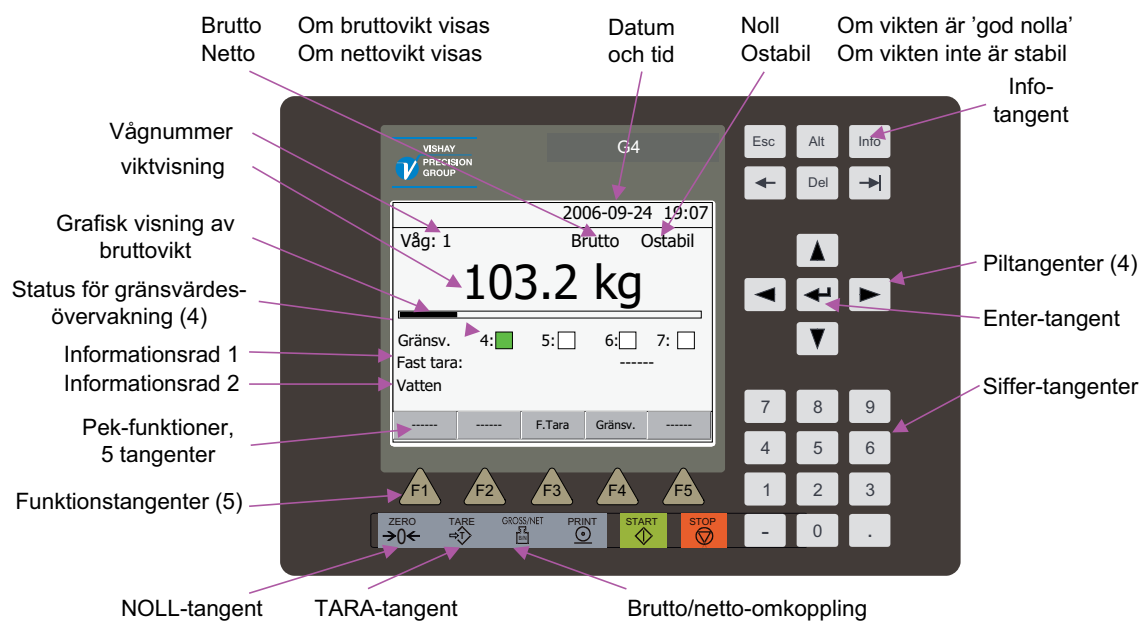 Brutto Om bruttovikt visas
Netto Om nettovikt visas
Datum
och tid
Noll Om vikten är ’god nolla’
Ostabil Om vikten inte är stabil
Info-
tangent
Vågnummer
viktvisning
Grafisk visning av
bruttovikt
Status för gränsvärdes-
övervakning (4)
Informationsrad 1
Informationsrad 2
Pek-funktioner,
5 tangenter
Funktionstangenter (5)
VISHAY
PRECISION
GROUP
G4
2006-09-24 19:07
Våg: 1 Brutto Ostabil
103.2 kg
Gränsv. 4: 5: 6: 7:
Fast tara: ------
Vatten
------ ------ F.Tara Gränsv. ------
F1 F2 F3 F4 F5
ZERO TARE GROSS/NET PRINT START STOP
0 T B/N
Esc Alt Info
Del
Piltangenter (4)
Enter-tangent
Siffer-tangenter
7 8 9
4 5 6
1 2 3
- 0 .
NOLL-tangent TARA-tangent Brutto/netto-omkoppling